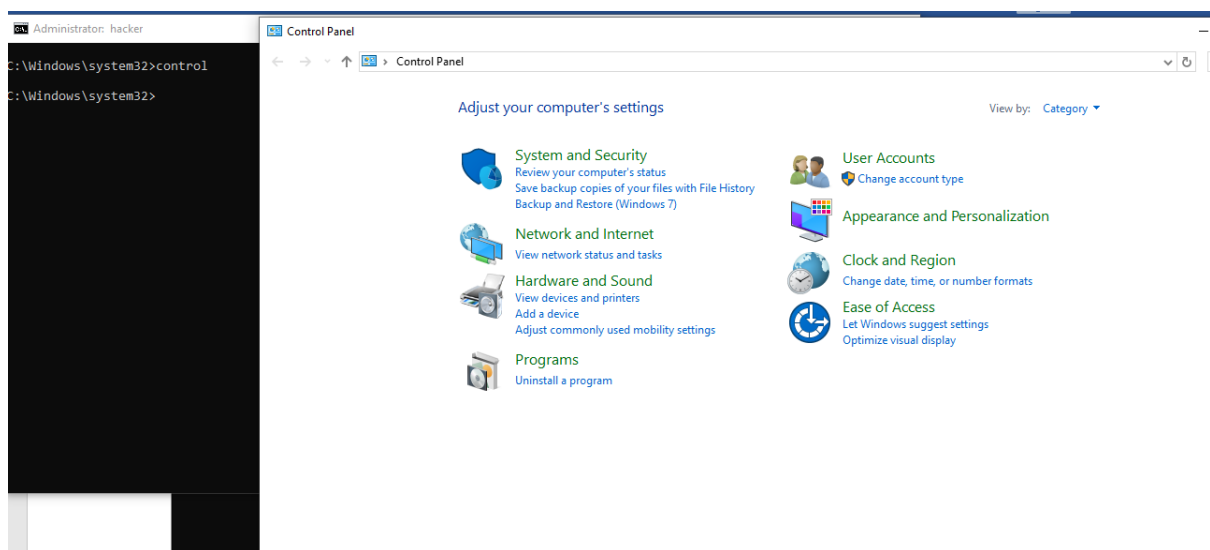 Administrator: hacker
C:\Windows\system32>control
C:\Windows\system32>
Control Panel
Control Panel
Adjust your computer's settings
View by: Category
System and Security
Review your computer's status
Save backup copies of your files with File History
Backup and Restore (Windows 7)
Network and Internet
View network status and tasks
Hardware and Sound
View devices and printers
Add a device
Adjust commonly used mobility settings
Programs
Uninstall a program
User Accounts
Change account type
Appearance and Personalization
Clock and Region
Change date, time, or number formats
Ease of Access
Let Windows suggest settings
Optimize visual display